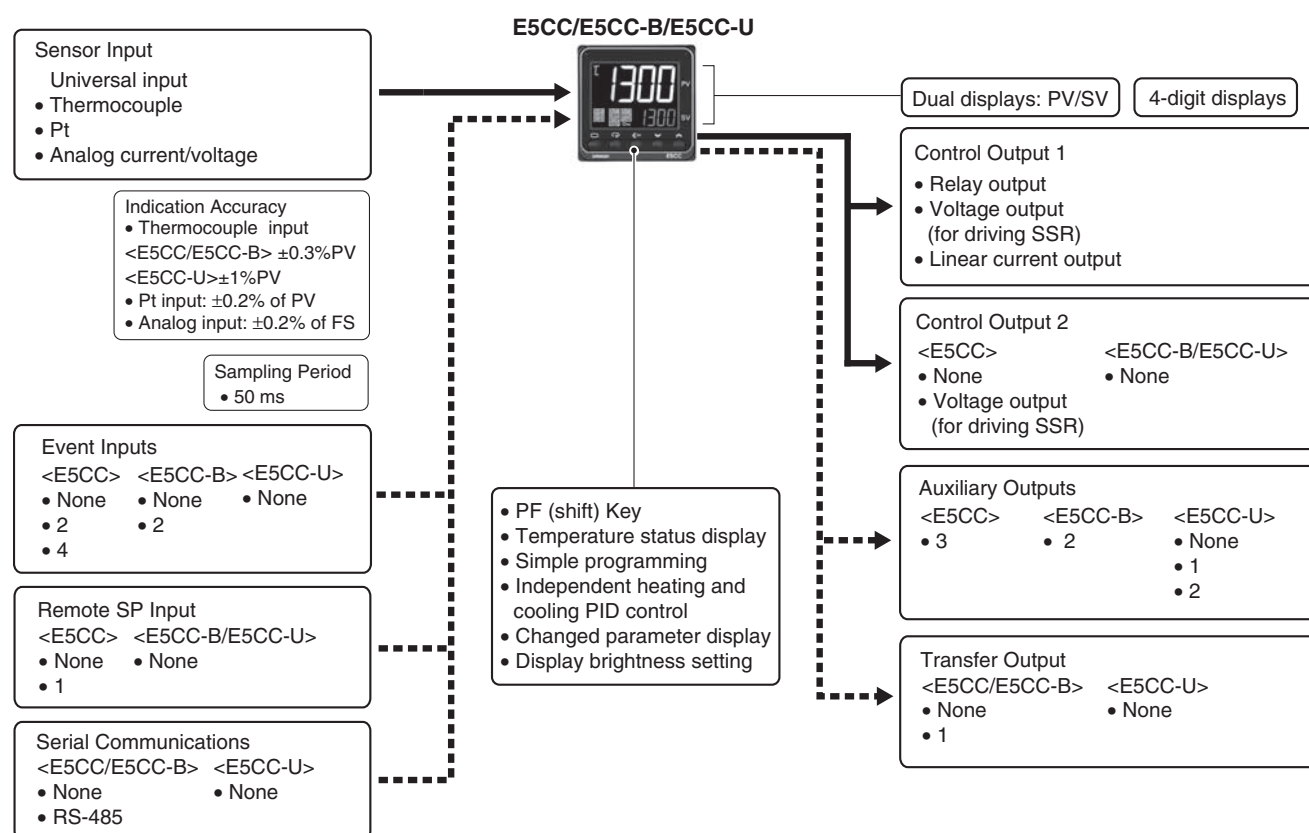 E5CC/E5CC-B/E5CC-U
Sensor Input
Universal input
• Thermocouple
• Pt
• Analog current/voltage
Indication Accuracy
• Thermocouple input
<E5CC/E5CC-B> ±0.3%PV
<E5CC-U>±1%PV
• Pt input: ±0.2% of PV
• Analog input: ±0.2% of FS
Sampling Period
• 50 ms
Event Inputs
<E5CC> <E5CC-B> <E5CC-U>
• None • None • None
• 2 • 2
• 4
Remote SP Input
<E5CC> <E5CC-B/E5CC-U>
• None • None
• 1
Serial Communications
<E5CC/E5CC-B> <E5CC-U>
• None • None
• RS-485
1300
PV
1300
SV
OMRON E5CC
• PF (shift) Key
• Temperature status display
• Simple programming
• Independent heating and
cooling PID control
• Changed parameter display
• Display brightness setting
Dual displays: PV/SV
4-digit displays
Control Output 1
• Relay output
• Voltage output
(for driving SSR)
• Linear current output
Control Output 2
<E5CC> <E5CC-B/E5CC-U>
• None • None
• Voltage output
(for driving SSR)
Auxiliary Outputs
<E5CC> <E5CC-B> <E5CC-U>
• 3 • 2 • None
• 1
• 2
Transfer Output
<E5CC/E5CC-B> <E5CC-U>
• None • None
• 1